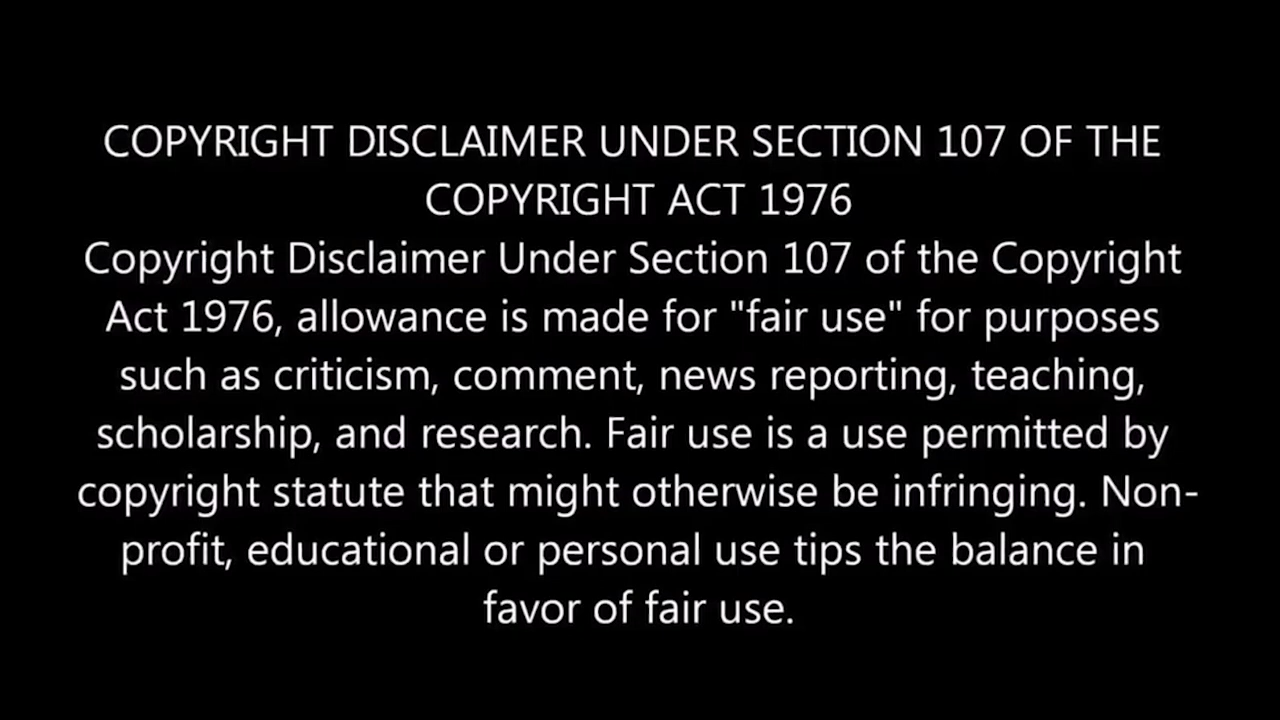 COPYRIGHT DISCLAIMER UNDER SECTION 107 OF THE
COPYRIGHT ACT 1976
Copyright Disclaimer Under Section 107 of the Copyright
Act 1976, allowance is made for "fair use" for purposes
such as criticism, comment, news reporting, teaching,
scholarship, and research. Fair use is a use permitted by
copyright statute that might otherwise be infringing. Non-
profit, educational or personal use tips the balance in
favor of fair use.